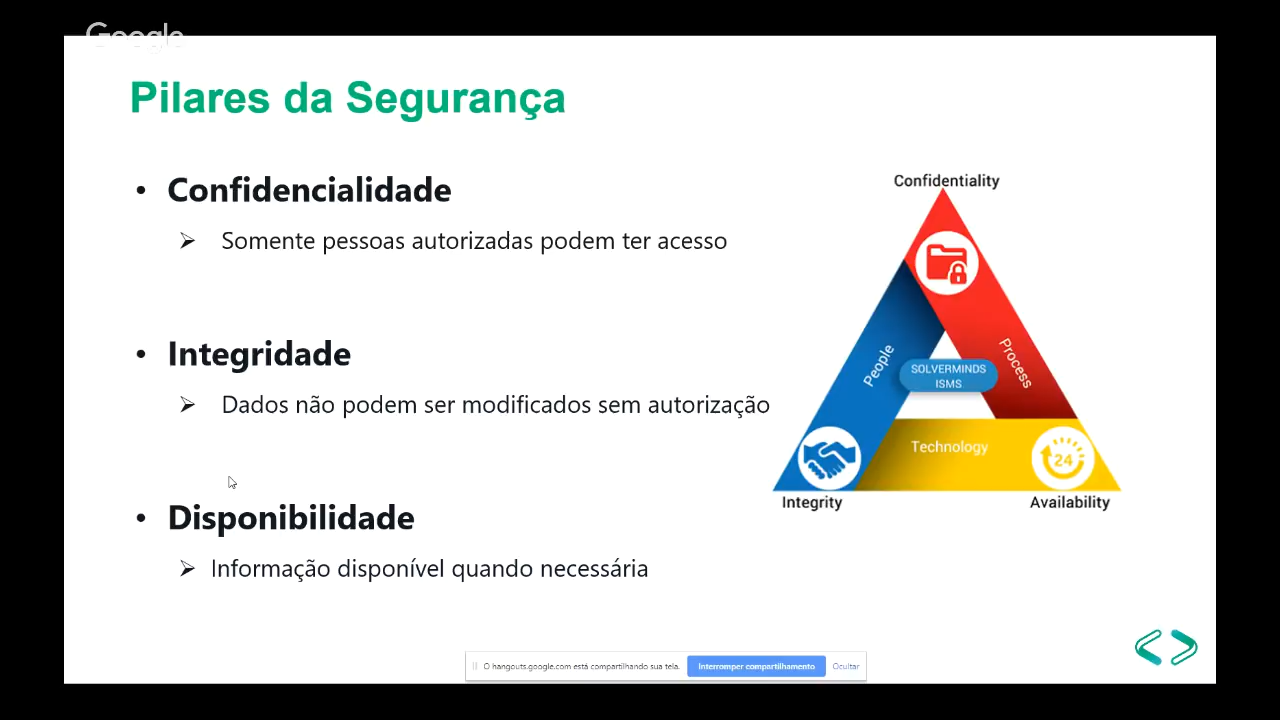 Google
Pilares da Segurança
• Confidencialidade
➢ Somente pessoas autorizadas podem ter acesso
• Integridade
➢ Dados não podem ser modificados sem autorização
• Disponibilidade
➢ Informação disponível quando necessária
Confidentiality
People
Process
SOLVERMINDS
ISMS
Technology
24
Integrity
Availability
O hangouts.google.com está compartilhando sua tela.
Interromper compartilhamento
Ocultar